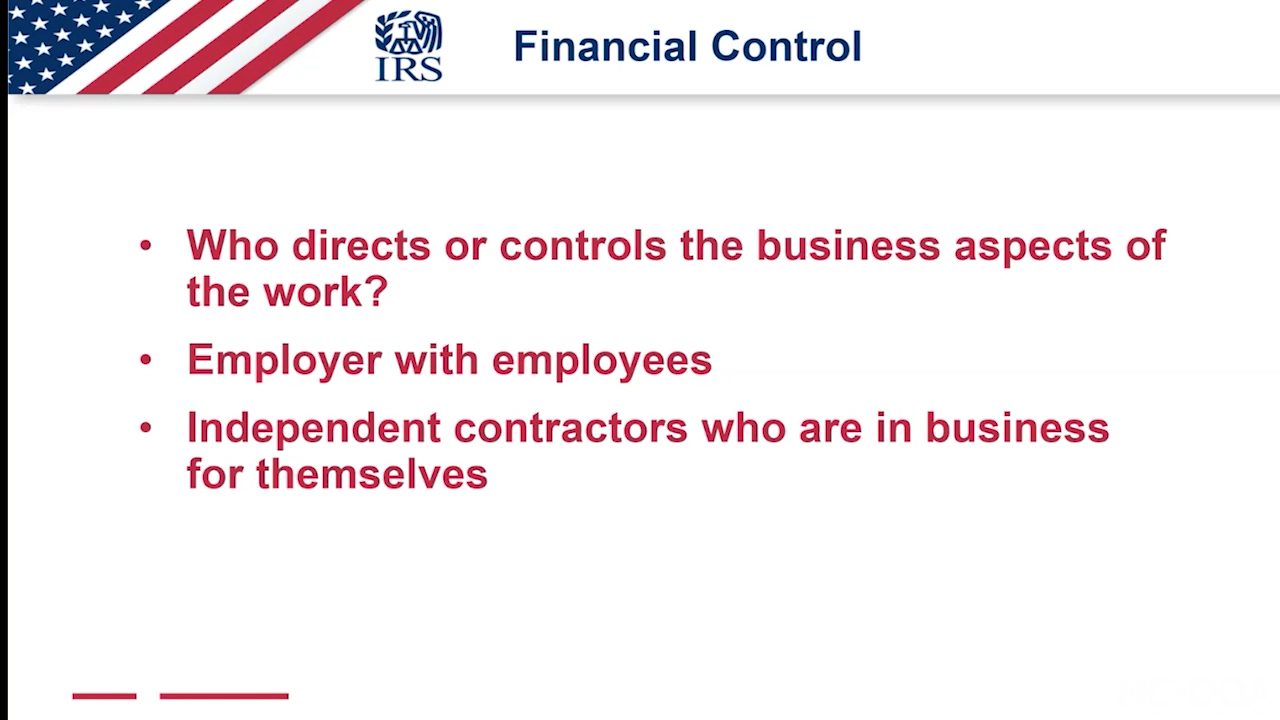 IRS
Financial Control
• Who directs or controls the business aspects of
the work?
• Employer with employees
• Independent contractors who are in business
for themselves